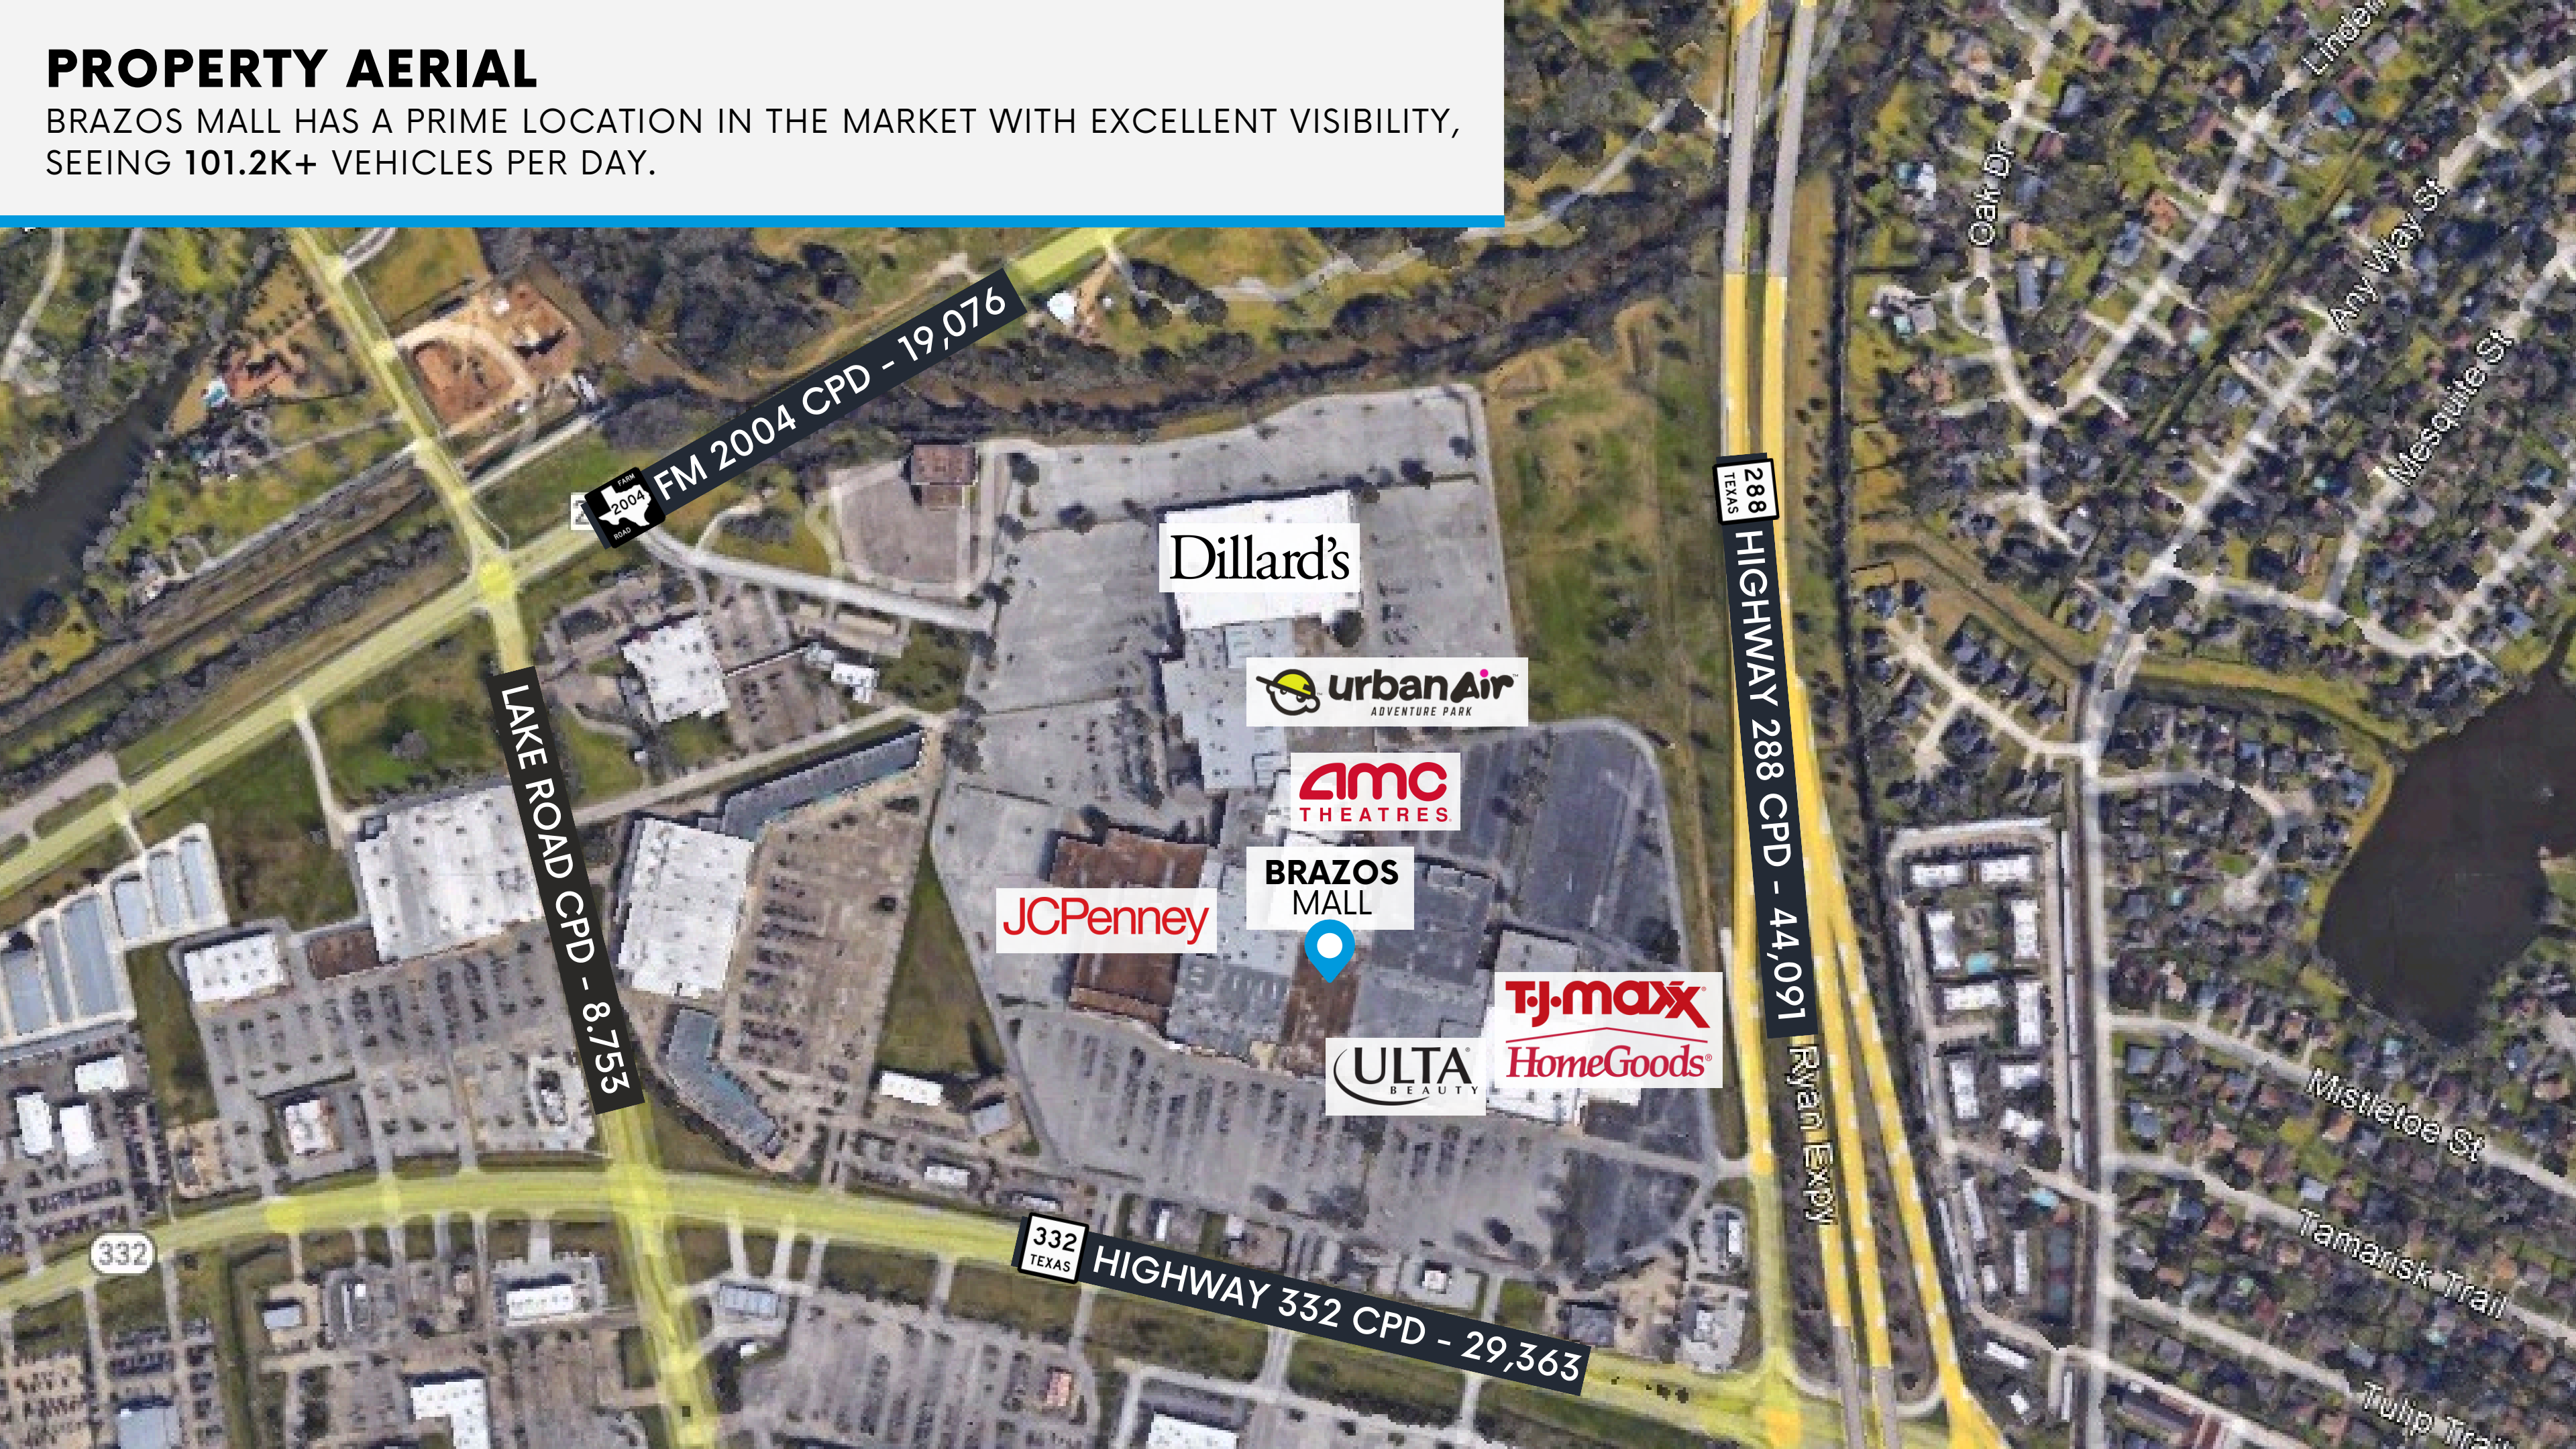 PROPERTY AERIAL
BRAZOS MALL HAS A PRIME LOCATION IN THE MARKET WITH EXCELLENT VISIBILITY,
SEEING 101.2K+ VEHICLES PER DAY.
Oak Dr
Any Way St
Mesquite St
FARM
2004
ROAD
FM 2004 CPD - 19,076
288
TEXAS
HIGHWAY 288 CPD - 44,091
Dillard's
urbanAir™
ADVENTURE PARK
amc
THEATRES
LAKE ROAD CPD - 8.753
BRAZOS
MALL
JCPenney
T·J·maxx®
HomeGoods®
ULTA®
BEAUTY
Ryan Expy
Mistletoe St
Tamarisk Trail
332
332
TEXAS
HIGHWAY 332 CPD - 29,363